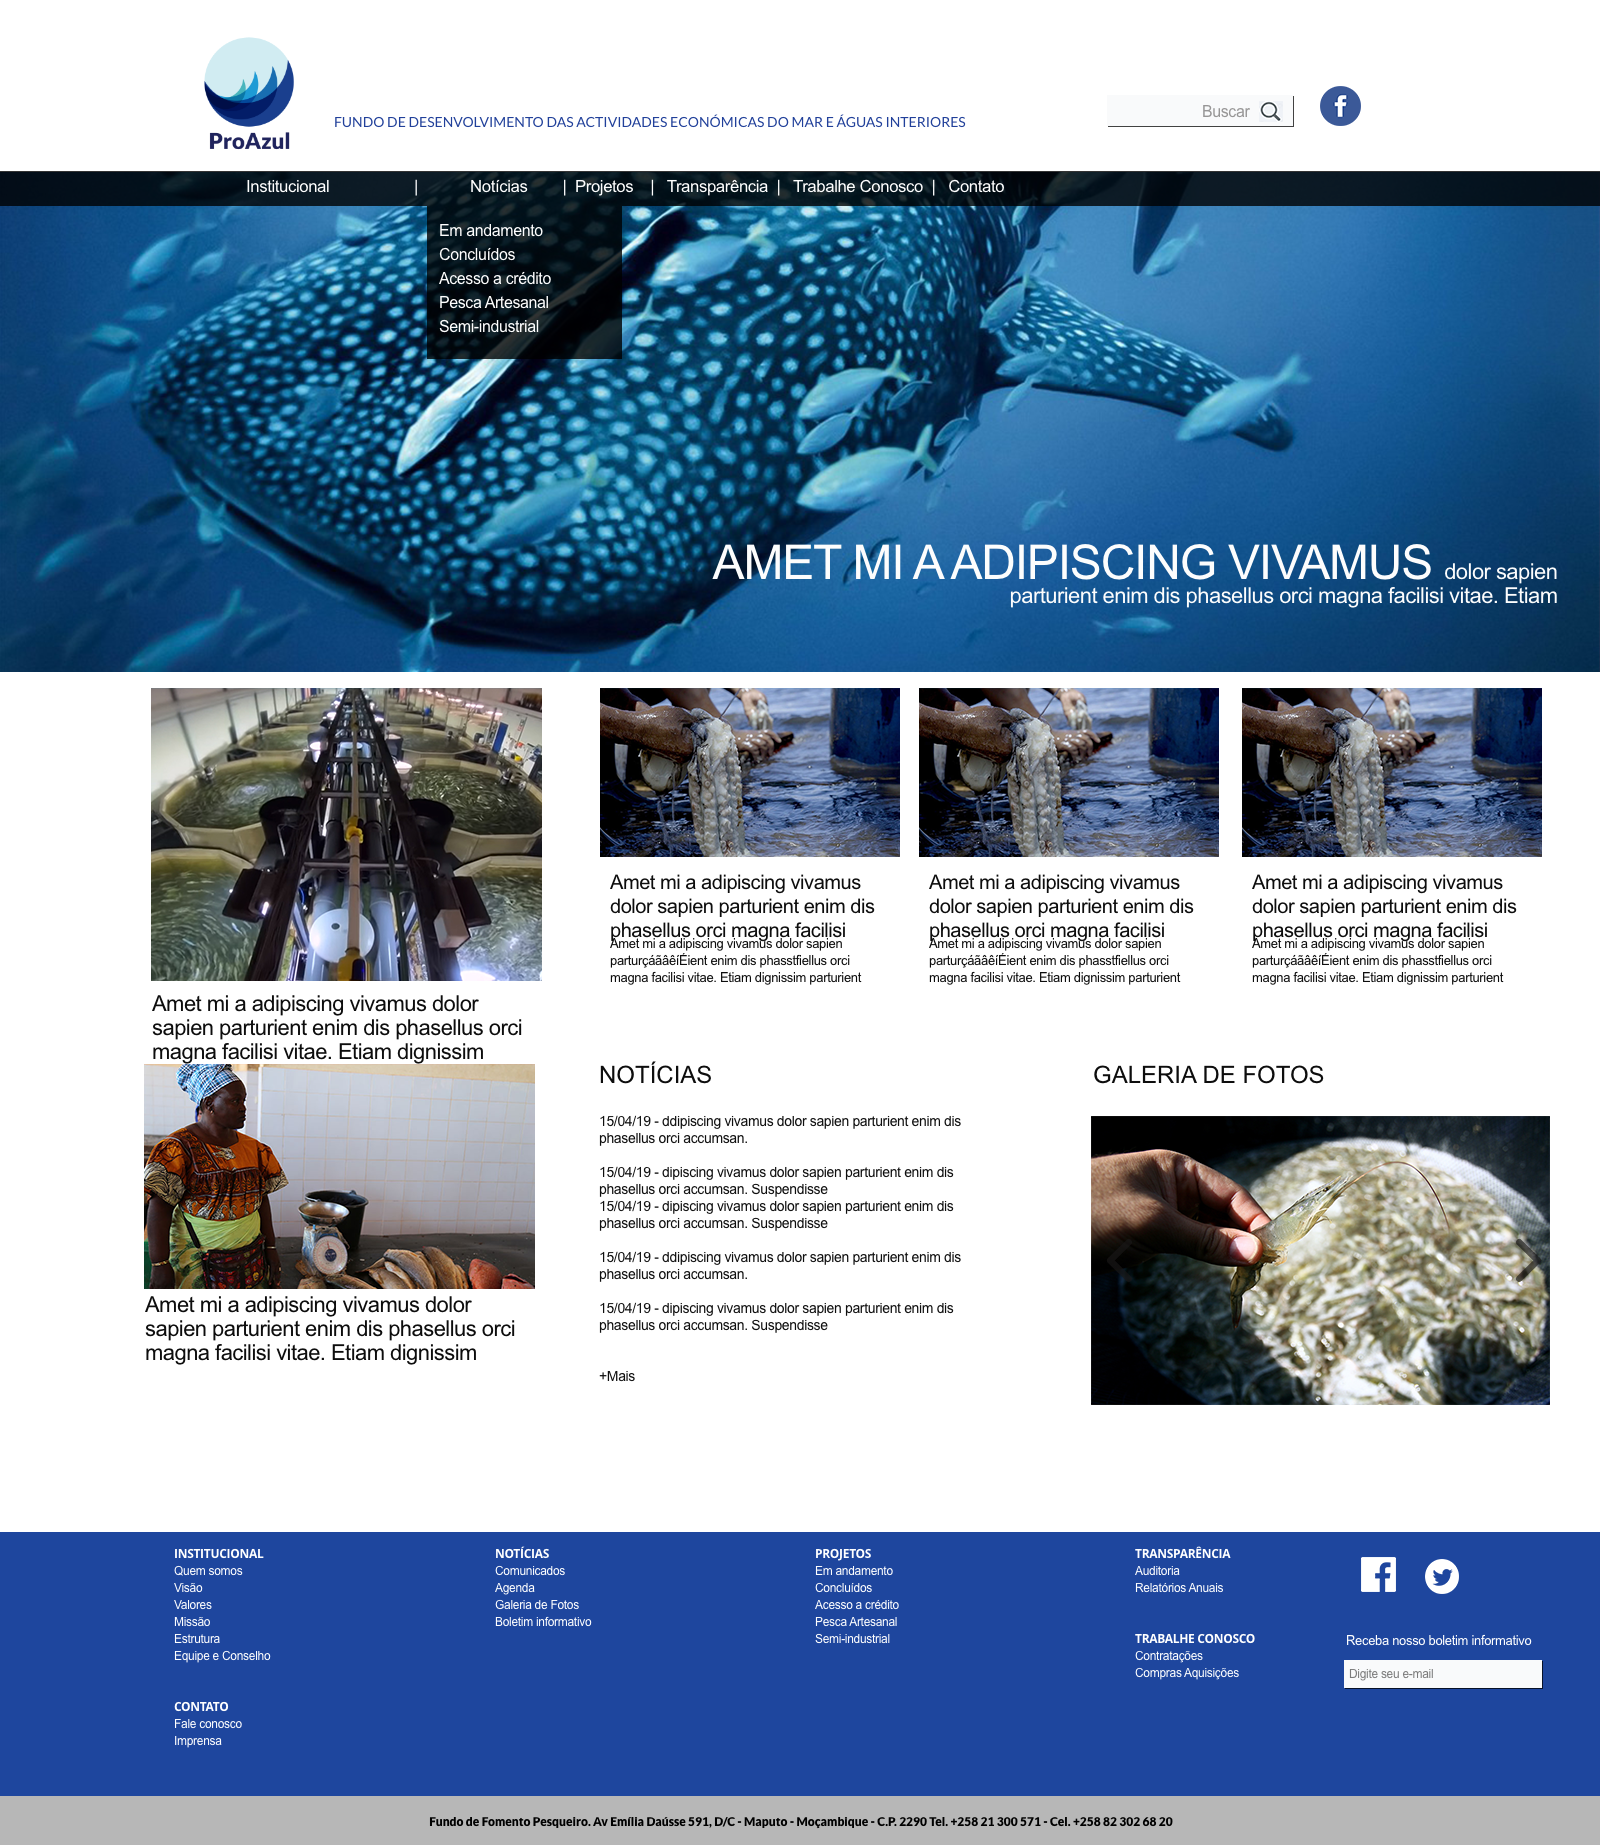 ProAzul
FUNDO DE DESENVOLVIMENTO DAS ACTIVIDADES ECONÓMICAS DO MAR E ÁGUAS INTERIORES
Buscar
Institucional | Notícias | Projetos | Transparência | Trabalhe Conosco | Contato
Em andamento
Concluídos
Acesso a crédito
Pesca Artesanal
Semi-industrial
AMET MI A ADIPISCING VIVAMUS dolor sapien
parturient enim dis phasellus orci magna facilisi vitae. Etiam
Amet mi a adipiscing vivamus dolor
sapien parturient enim dis phasellus orci
magna facilisi vitae. Etiam dignissim
Amet mi a adipiscing vivamus
dolor sapien parturient enim dis
phasellus orci magna facilisi
Amet mi a adipiscing vivamus dolor sapien
parturçáãâêíÉient enim dis phasstfiellus orci
magna facilisi vitae. Etiam dignissim parturient
Amet mi a adipiscing vivamus
dolor sapien parturient enim dis
phasellus orci magna facilisi
Amet mi a adipiscing vivamus dolor sapien
parturçáãâêíÉient enim dis phasstfiellus orci
magna facilisi vitae. Etiam dignissim parturient
Amet mi a adipiscing vivamus
dolor sapien parturient enim dis
phasellus orci magna facilisi
Amet mi a adipiscing vivamus dolor sapien
parturçáãâêíÉient enim dis phasstfiellus orci
magna facilisi vitae. Etiam dignissim parturient
Amet mi a adipiscing vivamus dolor
sapien parturient enim dis phasellus orci
magna facilisi vitae. Etiam dignissim
NOTÍCIAS
15/04/19 - ddipiscing vivamus dolor sapien parturient enim dis
phasellus orci accumsan.
15/04/19 - dipiscing vivamus dolor sapien parturient enim dis
phasellus orci accumsan. Suspendisse
15/04/19 - dipiscing vivamus dolor sapien parturient enim dis
phasellus orci accumsan. Suspendisse
15/04/19 - ddipiscing vivamus dolor sapien parturient enim dis
phasellus orci accumsan.
15/04/19 - dipiscing vivamus dolor sapien parturient enim dis
phasellus orci accumsan. Suspendisse
+Mais
GALERIA DE FOTOS
INSTITUCIONAL
Quem somos
Visão
Valores
Missão
Estrutura
Equipe e Conselho
CONTATO
Fale conosco
Imprensa
NOTÍCIAS
Comunicados
Agenda
Galeria de Fotos
Boletim informativo
PROJETOS
Em andamento
Concluídos
Acesso a crédito
Pesca Artesanal
Semi-industrial
TRANSPARÊNCIA
Auditoria
Relatórios Anuais
TRABALHE CONOSCO
Contratações
Compras Aquisições
Receba nosso boletim informativo
Digite seu e-mail
Fundo de Fomento Pesqueiro. Av Emília Daússe 591, D/C - Maputo - Moçambique - C.P. 2290 Tel. +258 21 300 571 - Cel. +258 82 302 68 20